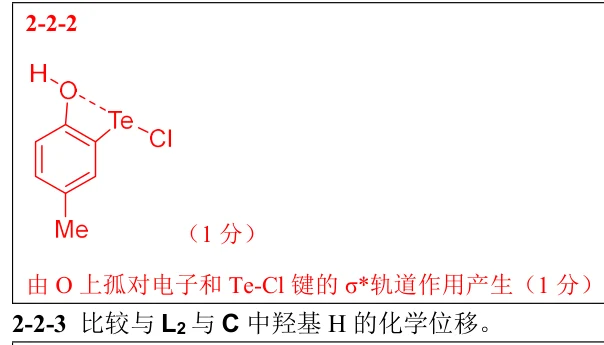 2-2-2
H
O
Te
Cl
Me
（1 分）
由 O 上孤对电子和 Te-Cl 键的 σ*轨道作用产生（1 分）
2-2-3 比较与 L₂ 与 C 中羟基 H 的化学位移。